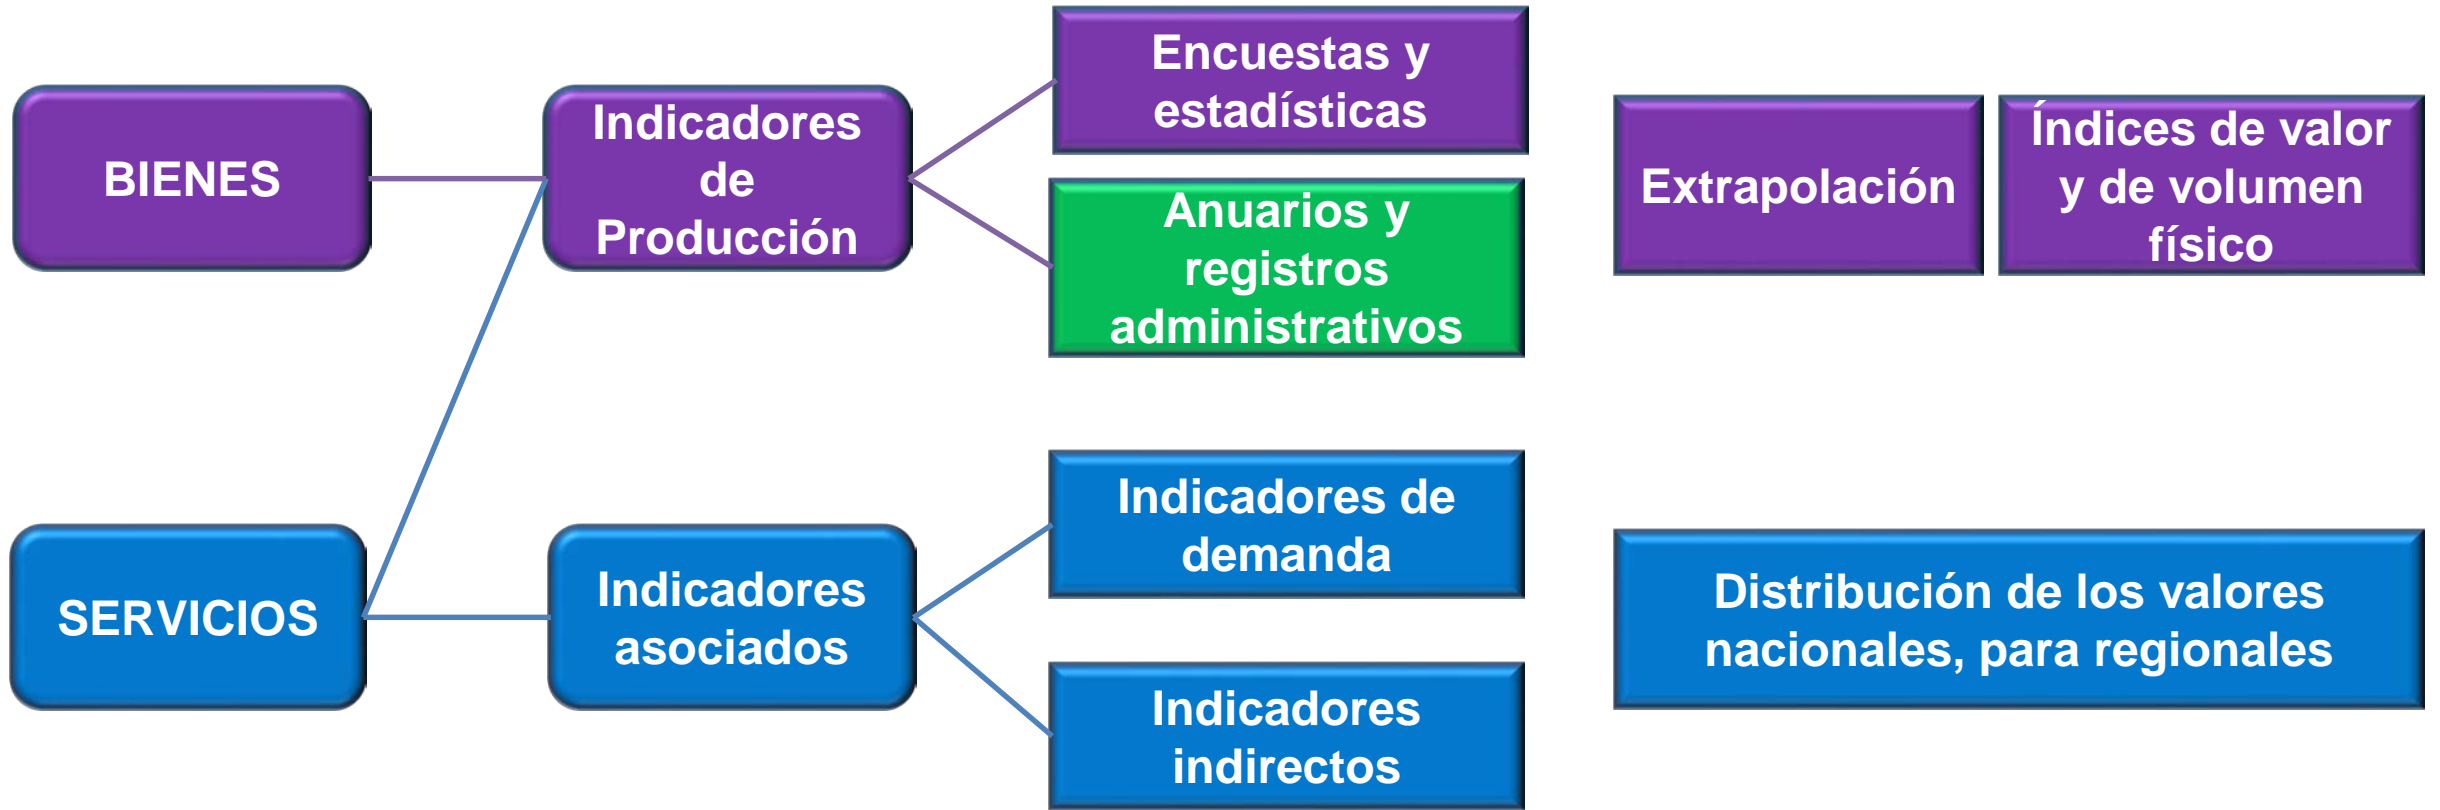 BIENES
Indicadores
de
Producción
Encuestas y
estadísticas
Anuarios y
registros
administrativos
Extrapolación
Índices de valor
y de volumen
físico
SERVICIOS
Indicadores
asociados
Indicadores de
demanda
Indicadores
indirectos
Distribución de los valores
nacionales, para regionales